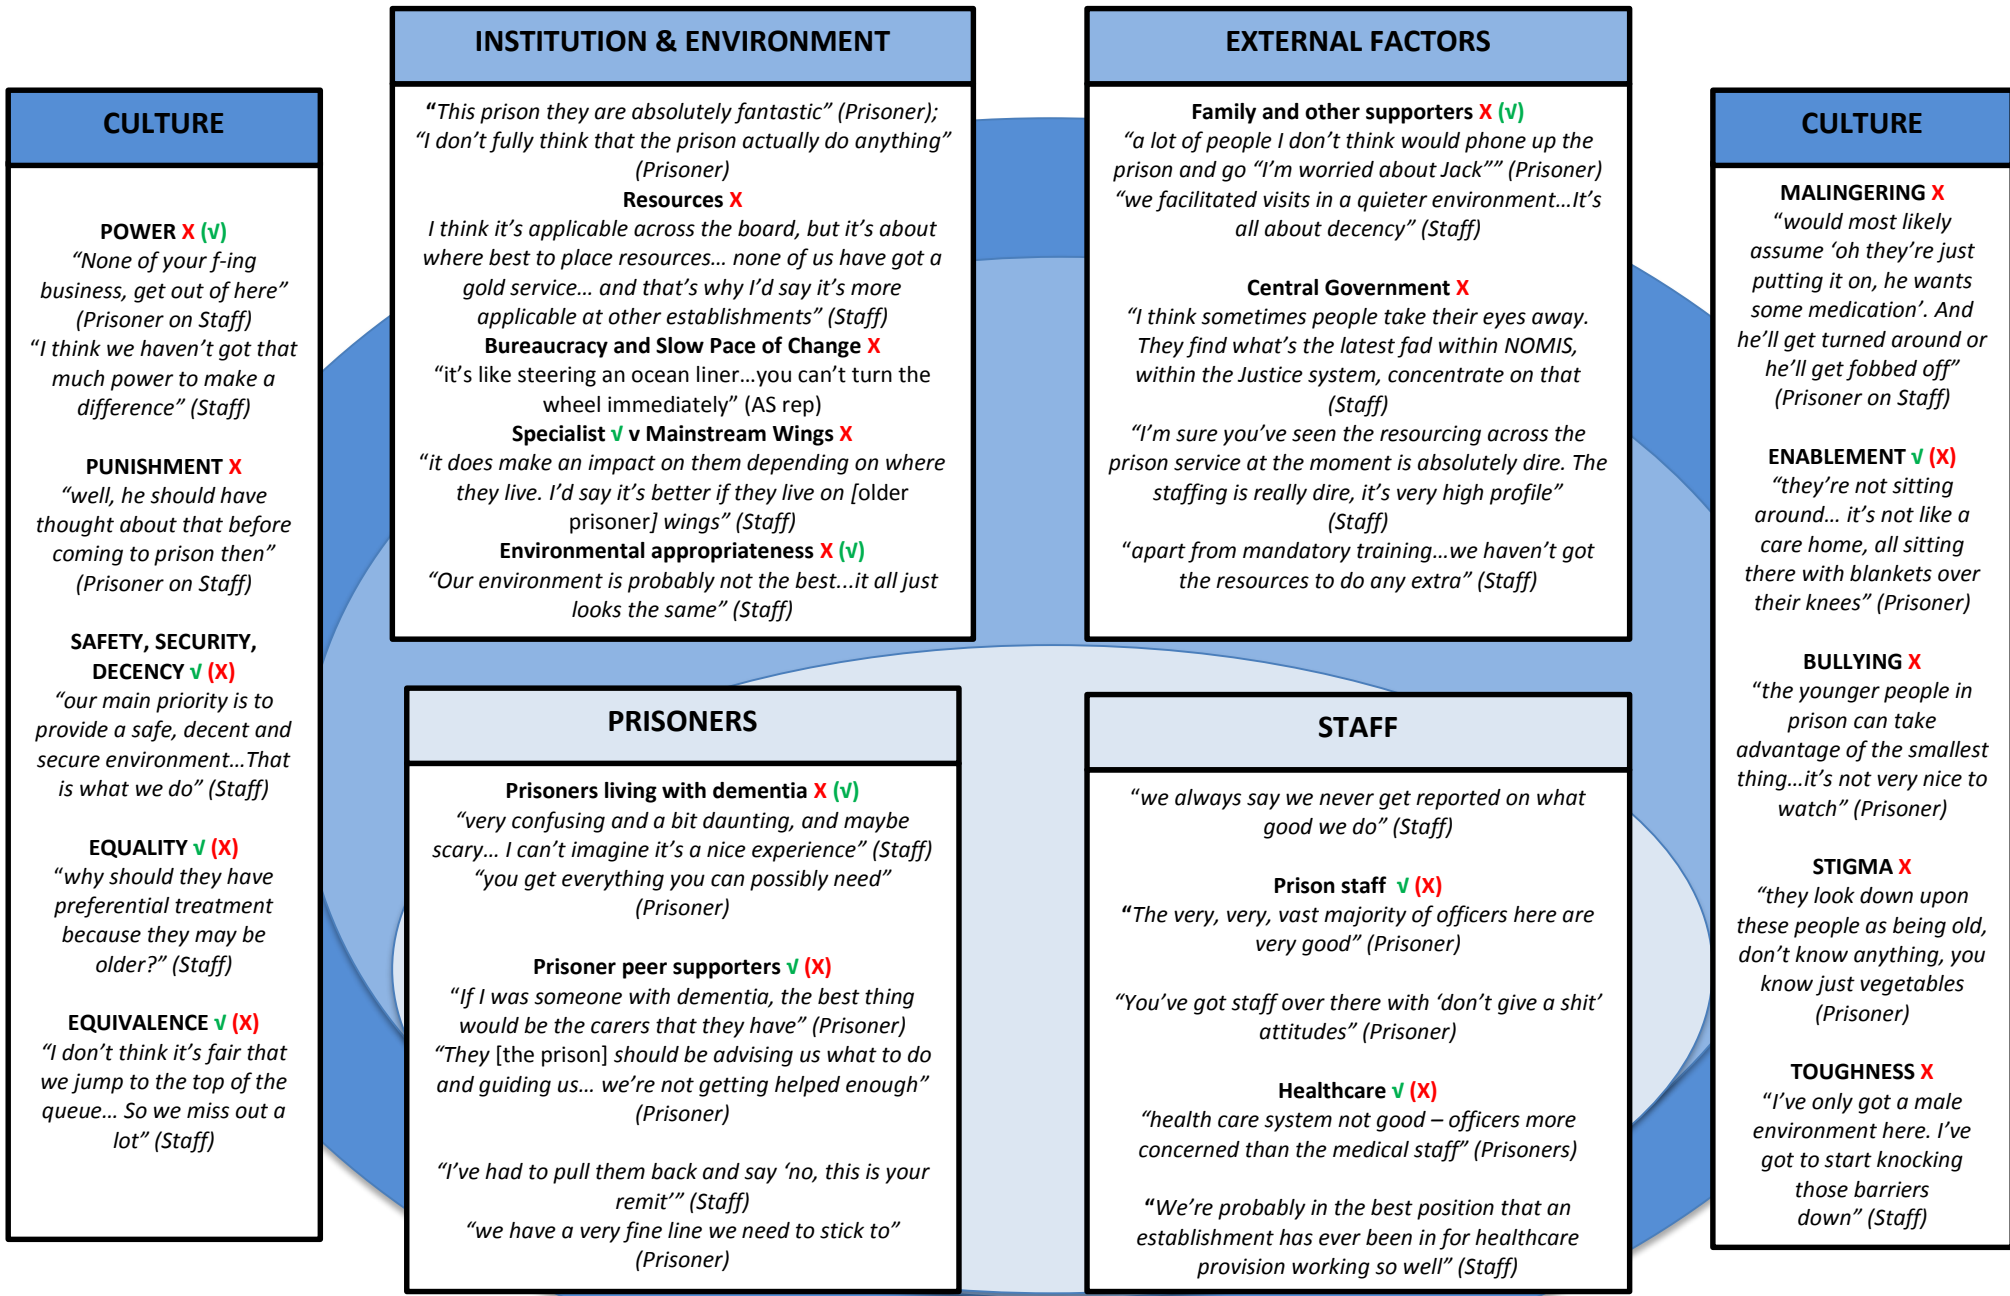 CULTURE
POWER X (√)
“None of your f-ing
business, get out of here”
(Prisoner on Staff)
“I think we haven’t got that
much power to make a
difference” (Staff)
PUNISHMENT X
“well, he should have
thought about that before
coming to prison then”
(Prisoner on Staff)
SAFETY, SECURITY,
DECENCY √ (X)
“our main priority is to
provide a safe, decent and
secure environment…That
is what we do” (Staff)
EQUALITY √ (X)
“why should they have
preferential treatment
because they may be
older?” (Staff)
EQUIVALENCE √ (X)
“I don’t think it’s fair that
we jump to the top of the
queue… So we miss out a
lot” (Staff)
INSTITUTION & ENVIRONMENT
“This prison they are absolutely fantastic” (Prisoner);
“I don’t fully think that the prison actually do anything”
(Prisoner)
Resources X
I think it’s applicable across the board, but it’s about
where best to place resources… none of us have got a
gold service… and that’s why I’d say it’s more
applicable at other establishments” (Staff)
Bureaucracy and Slow Pace of Change X
“it’s like steering an ocean liner…you can’t turn the
wheel immediately” (AS rep)
Specialist √ v Mainstream Wings X
“it does make an impact on them depending on where
they live. I’d say it’s better if they live on [older
prisoner] wings” (Staff)
Environmental appropriateness X (√)
“Our environment is probably not the best...it all just
looks the same” (Staff)
EXTERNAL FACTORS
Family and other supporters X (√)
“a lot of people I don’t think would phone up the
prison and go “I’m worried about Jack”” (Prisoner)
“we facilitated visits in a quieter environment…It’s
all about decency” (Staff)
Central Government X
“I think sometimes people take their eyes away.
They find what’s the latest fad within NOMIS,
within the Justice system, concentrate on that
(Staff)
“I’m sure you’ve seen the resourcing across the
prison service at the moment is absolutely dire. The
staffing is really dire, it’s very high profile”
(Staff)
“apart from mandatory training…we haven’t got
the resources to do any extra” (Staff)
PRISONERS
Prisoners living with dementia X (√)
“very confusing and a bit daunting, and maybe
scary… I can’t imagine it’s a nice experience” (Staff)
“you get everything you can possibly need”
(Prisoner)
Prisoner peer supporters √ (X)
“If I was someone with dementia, the best thing
would be the carers that they have” (Prisoner)
“They [the prison] should be advising us what to do
and guiding us… we’re not getting helped enough”
(Prisoner)
“I’ve had to pull them back and say ‘no, this is your
remit’” (Staff)
“we have a very fine line we need to stick to”
(Prisoner)
STAFF
“we always say we never get reported on what
good we do” (Staff)
Prison staff √ (X)
“The very, very, vast majority of officers here are
very good” (Prisoner)
“You’ve got staff over there with ‘don’t give a shit’
attitudes” (Prisoner)
Healthcare √ (X)
“health care system not good – officers more
concerned than the medical staff” (Prisoners)
“We’re probably in the best position that an
establishment has ever been in for healthcare
provision working so well” (Staff)
CULTURE
MALINGERING X
“would most likely
assume ‘oh they’re just
putting it on, he wants
some medication’. And
he’ll get turned around or
he’ll get fobbed off”
(Prisoner on Staff)
ENABLEMENT √ (X)
“they’re not sitting
around… it’s not like a
care home, all sitting
there with blankets over
their knees” (Prisoner)
BULLYING X
“the younger people in
prison can take
advantage of the smallest
thing…it’s not very nice to
watch” (Prisoner)
STIGMA X
“they look down upon
these people as being old,
don’t know anything, you
know just vegetables
(Prisoner)
TOUGHNESS X
“I’ve only got a male
environment here. I’ve
got to start knocking
those barriers
down” (Staff)